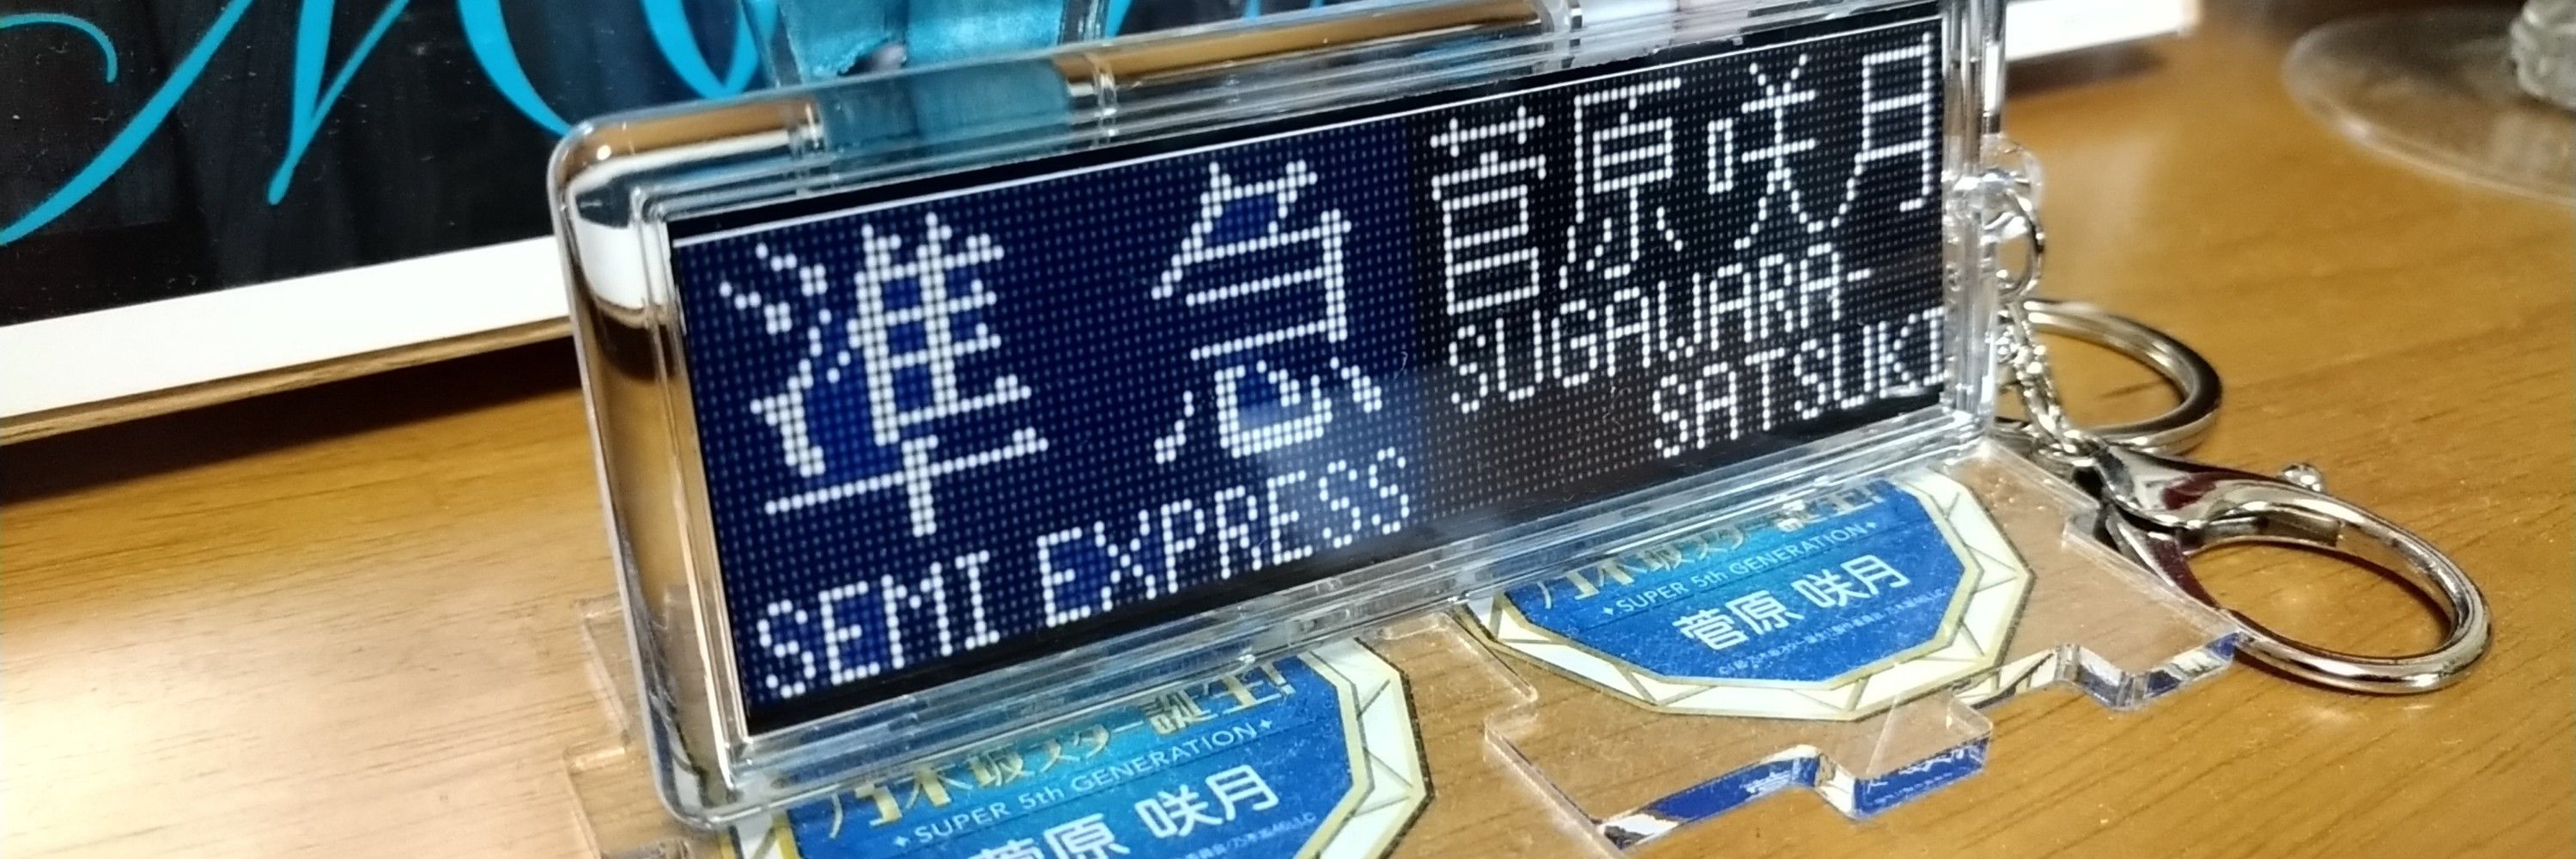 準急
SEMI EXPRESS
菅原咲月
SUGAWARA-
SATSUKI
乃木坂スター誕生!
SUPER 5th GENERATION
菅原 咲月
乃木坂スター誕生!
SUPER 5th GENERATION
菅原 咲月